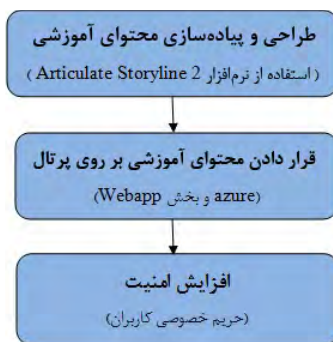 طراحی و پیاده‌سازی محتوای آموزشی
(استفاده از نرم‌افزار Articulate Storyline 2 )
قرار دادن محتوای آموزشی بر روی پرتال
(azure و بخش Webapp)
افزایش امنیت
(حریم خصوصی کاربران)